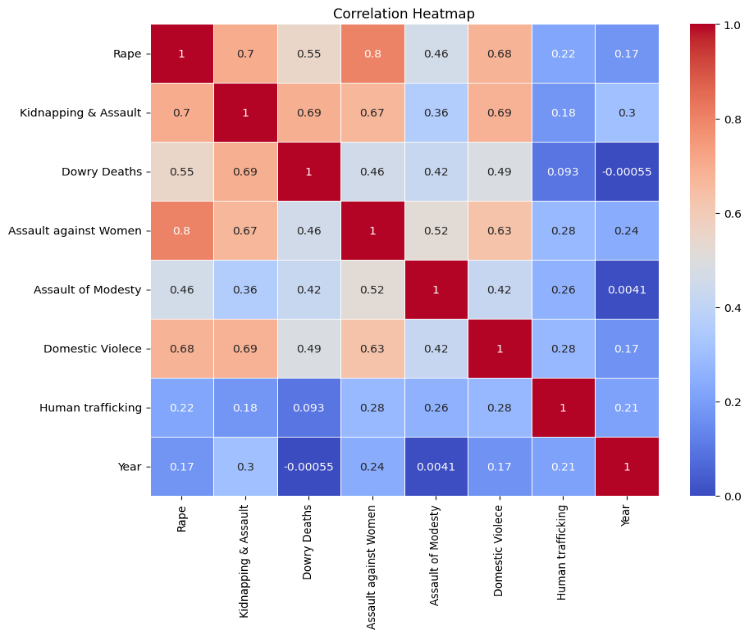 Correlation Heatmap
Rape 1 0.7 0.55 0.8 0.46 0.68 0.22 0.17
Kidnapping & Assault 0.7 1 0.69 0.67 0.36 0.69 0.18 0.3
Dowry Deaths 0.55 0.69 1 0.46 0.42 0.49 0.093 -0.00055
Assault against Women 0.8 0.67 0.46 1 0.52 0.63 0.28 0.24
Assault of Modesty 0.46 0.36 0.42 0.52 1 0.42 0.26 0.0041
Domestic Violece 0.68 0.69 0.49 0.63 0.42 1 0.28 0.17
Human trafficking 0.22 0.18 0.093 0.28 0.26 0.28 1 0.21
Year 0.17 0.3 -0.00055 0.24 0.0041 0.17 0.21 1
Rape
Kidnapping & Assault
Dowry Deaths
Assault against Women
Assault of Modesty
Domestic Violece
Human trafficking
Year
1.0
0.8
0.6
0.4
0.2
0.0